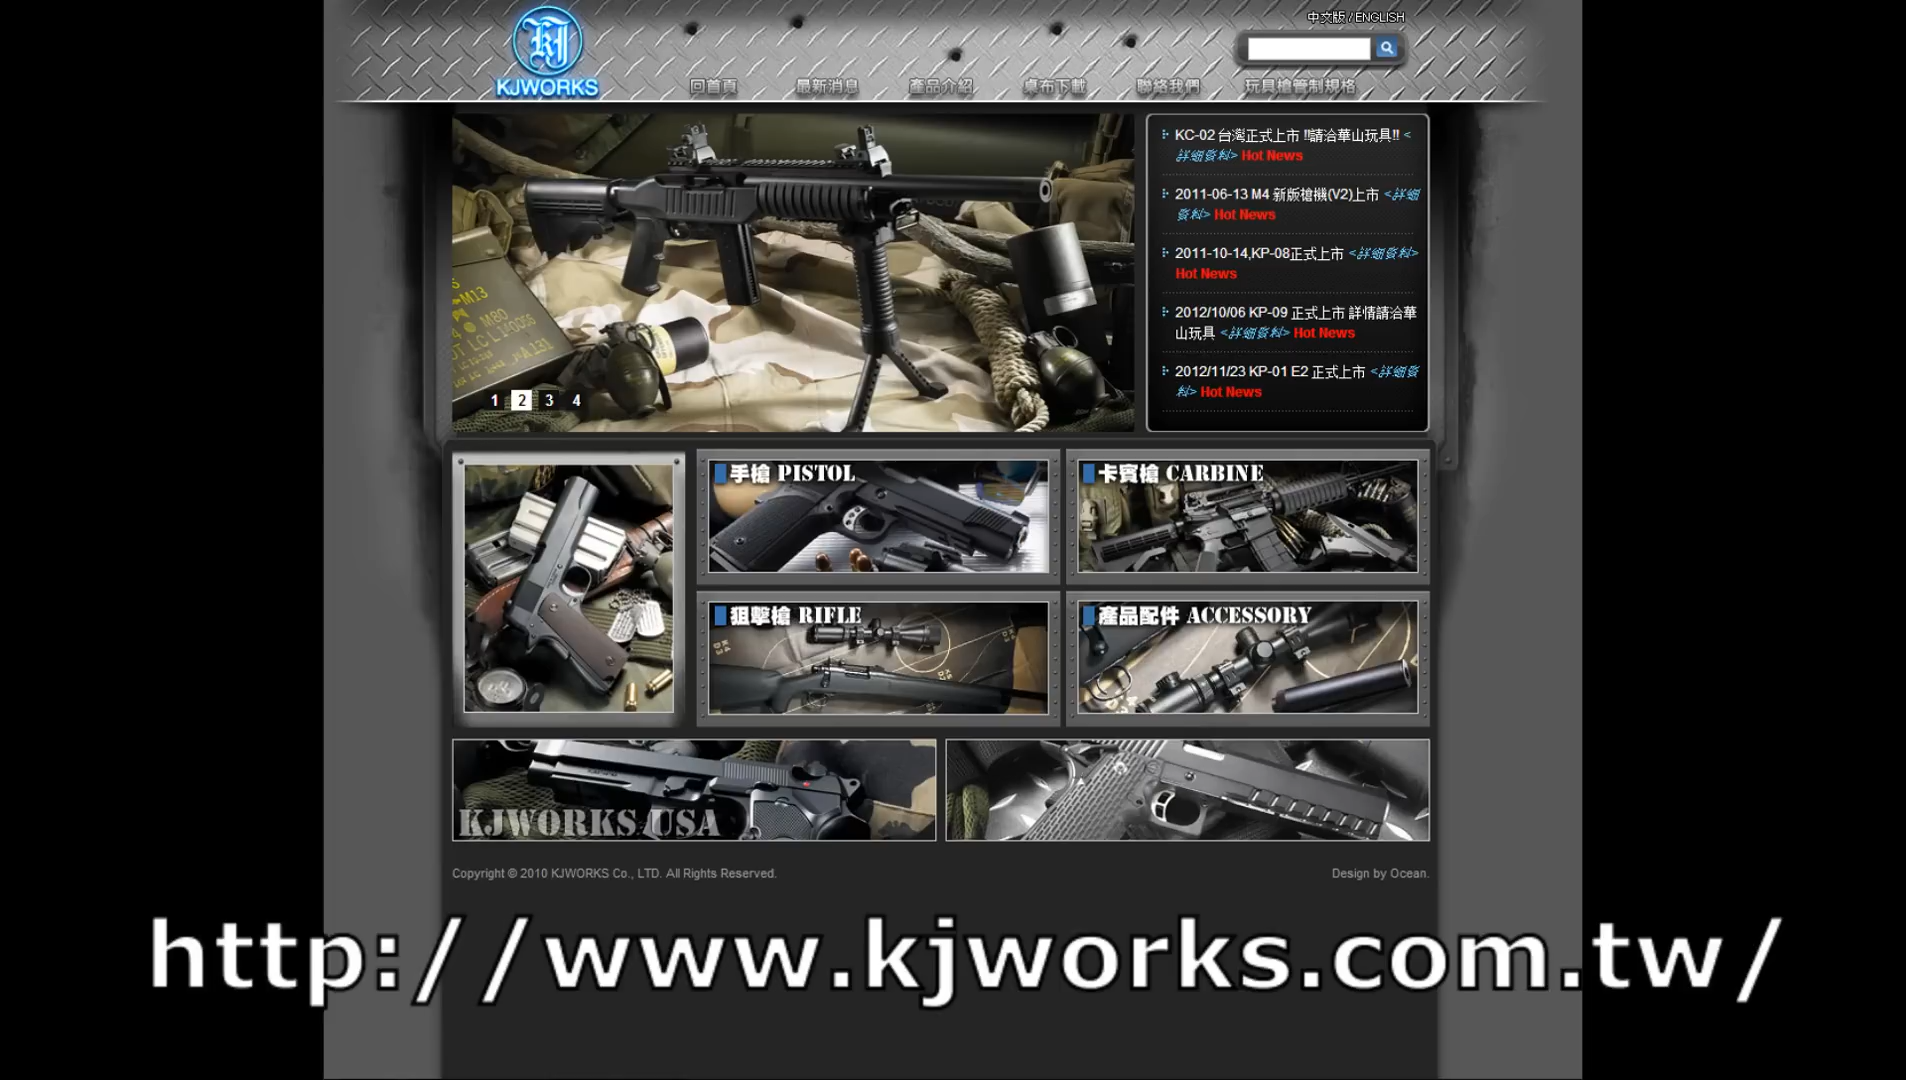 中文版 / ENGLISH
KJ
KJWORKS
回首頁 最新消息 產品介紹 桌布下載 聯絡我們 玩具槍管制規格
KC-02 台灣正式上市 !!請洽華山玩具!! <
詳細資料> Hot News
2011-06-13 M4 新版槍機(V2)上市 <詳細
資料> Hot News
2011-10-14,KP-08正式上市 <詳細資料>
Hot News
2012/10/06 KP-09 正式上市 詳情請洽華
山玩具 <詳細資料> Hot News
2012/11/23 KP-01 E2 正式上市 <詳細資
料> Hot News
M13
M80
LC L
A131
1 2 3 4
手槍 PISTOL
卡賓槍 CARBINE
狙擊槍 RIFLE
產品配件 ACCESSORY
KJWORKS USA
Copyright © 2010 KJWORKS Co., LTD. All Rights Reserved.
Design by Ocean.
http://www.kjworks.com.tw/